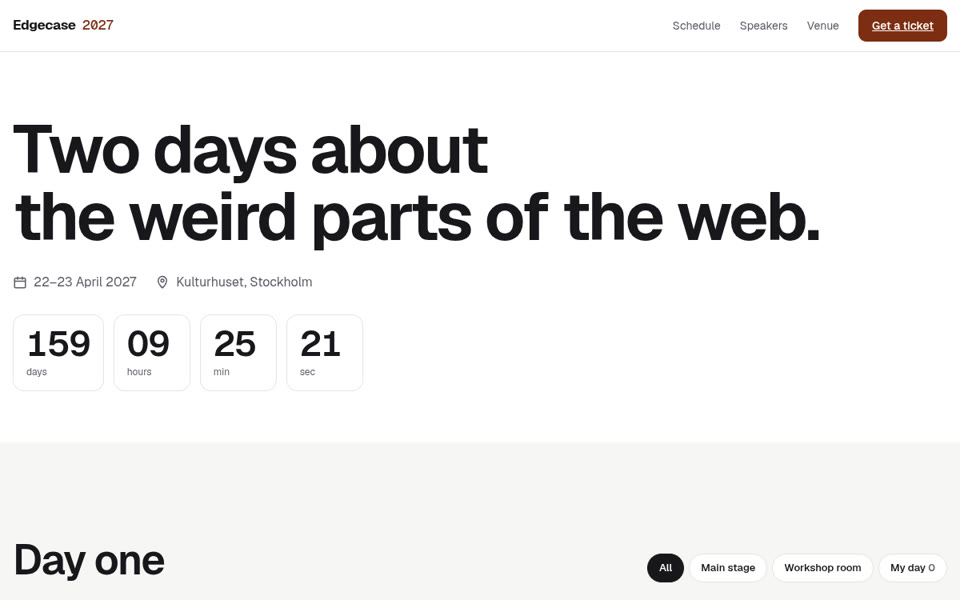 Edgecase 2027
Schedule
Speakers
Venue
Get a ticket
Two days about
the weird parts of the web.
22–23 April 2027
Kulturhuset, Stockholm
159
days
09
hours
25
min
21
sec
Day one
All
Main stage
Workshop room
My day 0